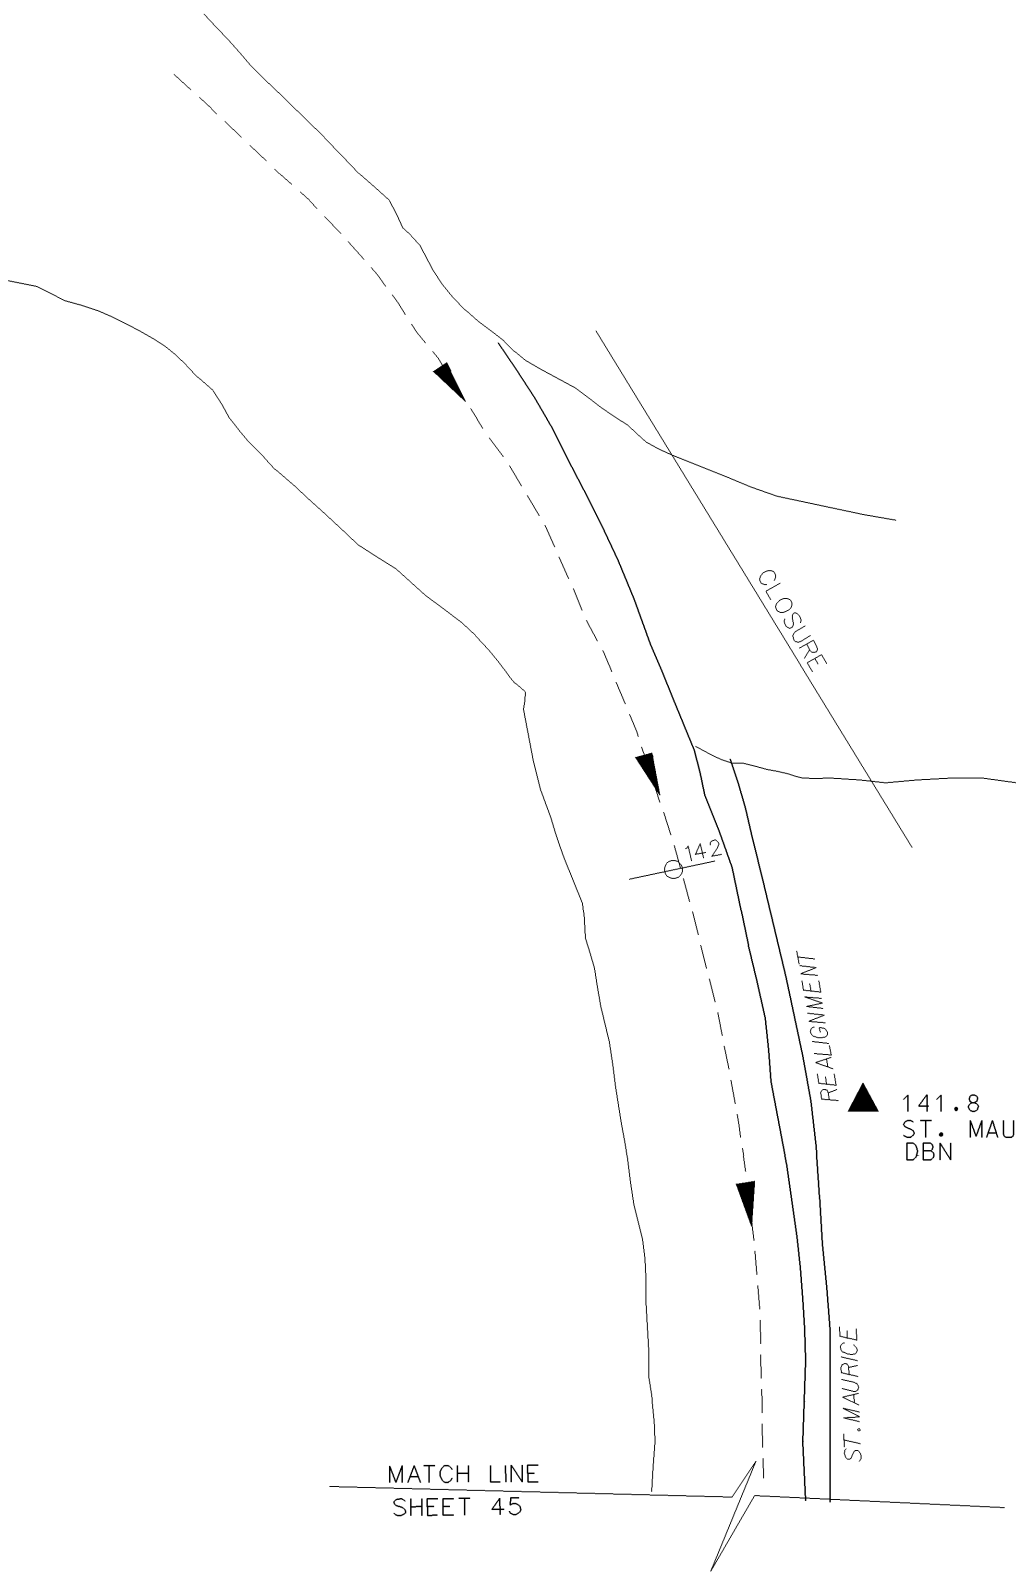 CLOSURE
142
REALIGNMENT
141.8
ST. MAU
DBN
ST. MAURICE
MATCH LINE
SHEET 45